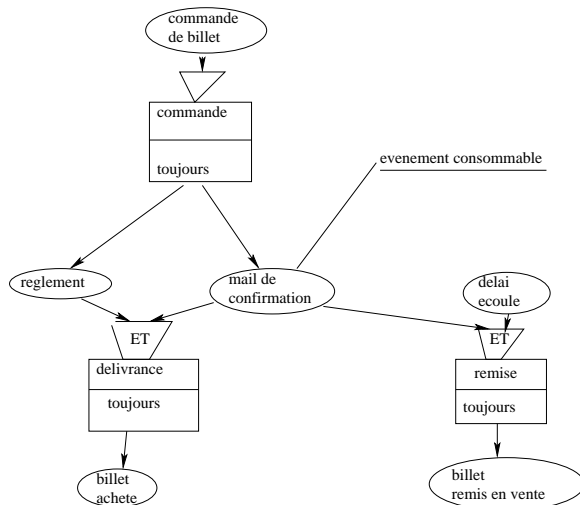 commande
de billet
commande
toujours
evenement consommable
reglement
mail de
confirmation
delai
ecoule
ET
ET
delivrance
toujours
remise
toujours
billet
achete
billet
remis en vente